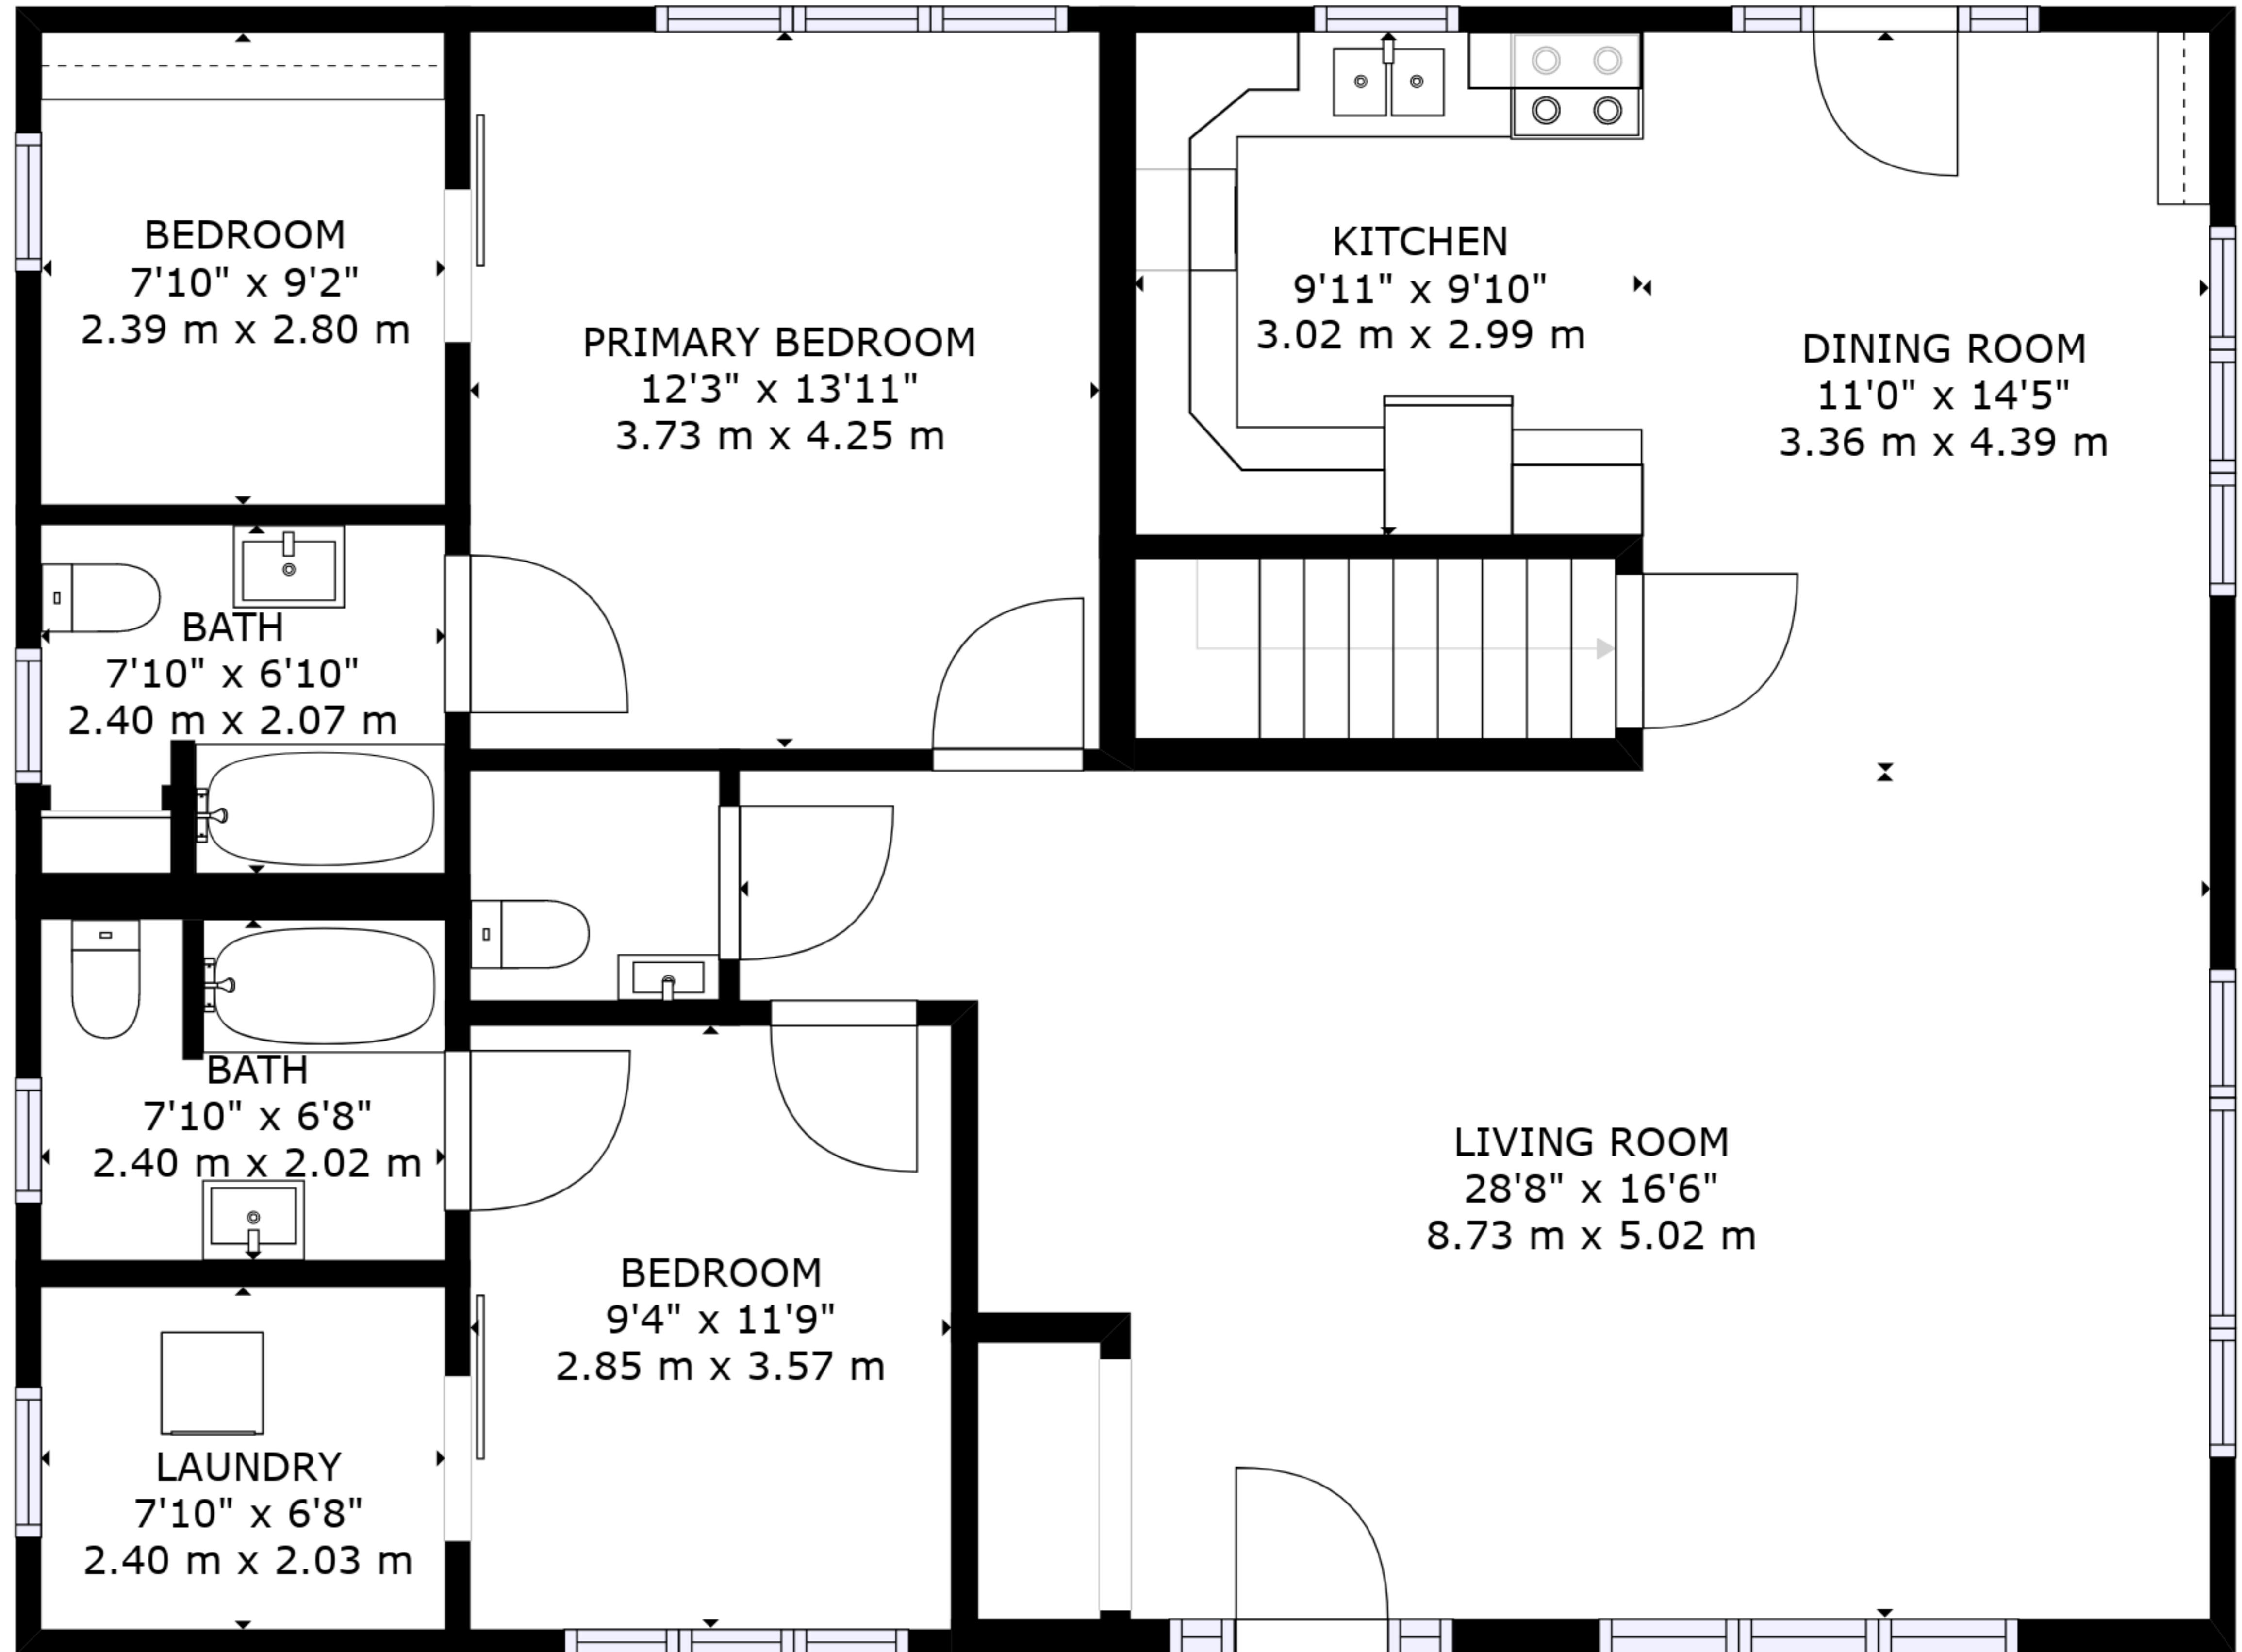 BEDROOM
7'10" x 9'2"
2.39 m x 2.80 m
PRIMARY BEDROOM
12'3" x 13'11"
3.73 m x 4.25 m
KITCHEN
9'11" x 9'10"
3.02 m x 2.99 m
DINING ROOM
11'0" x 14'5"
3.36 m x 4.39 m
BATH
7'10" x 6'10"
2.40 m x 2.07 m
BATH
7'10" x 6'8"
2.40 m x 2.02 m
LIVING ROOM
28'8" x 16'6"
8.73 m x 5.02 m
BEDROOM
9'4" x 11'9"
2.85 m x 3.57 m
LAUNDRY
7'10" x 6'8"
2.40 m x 2.03 m